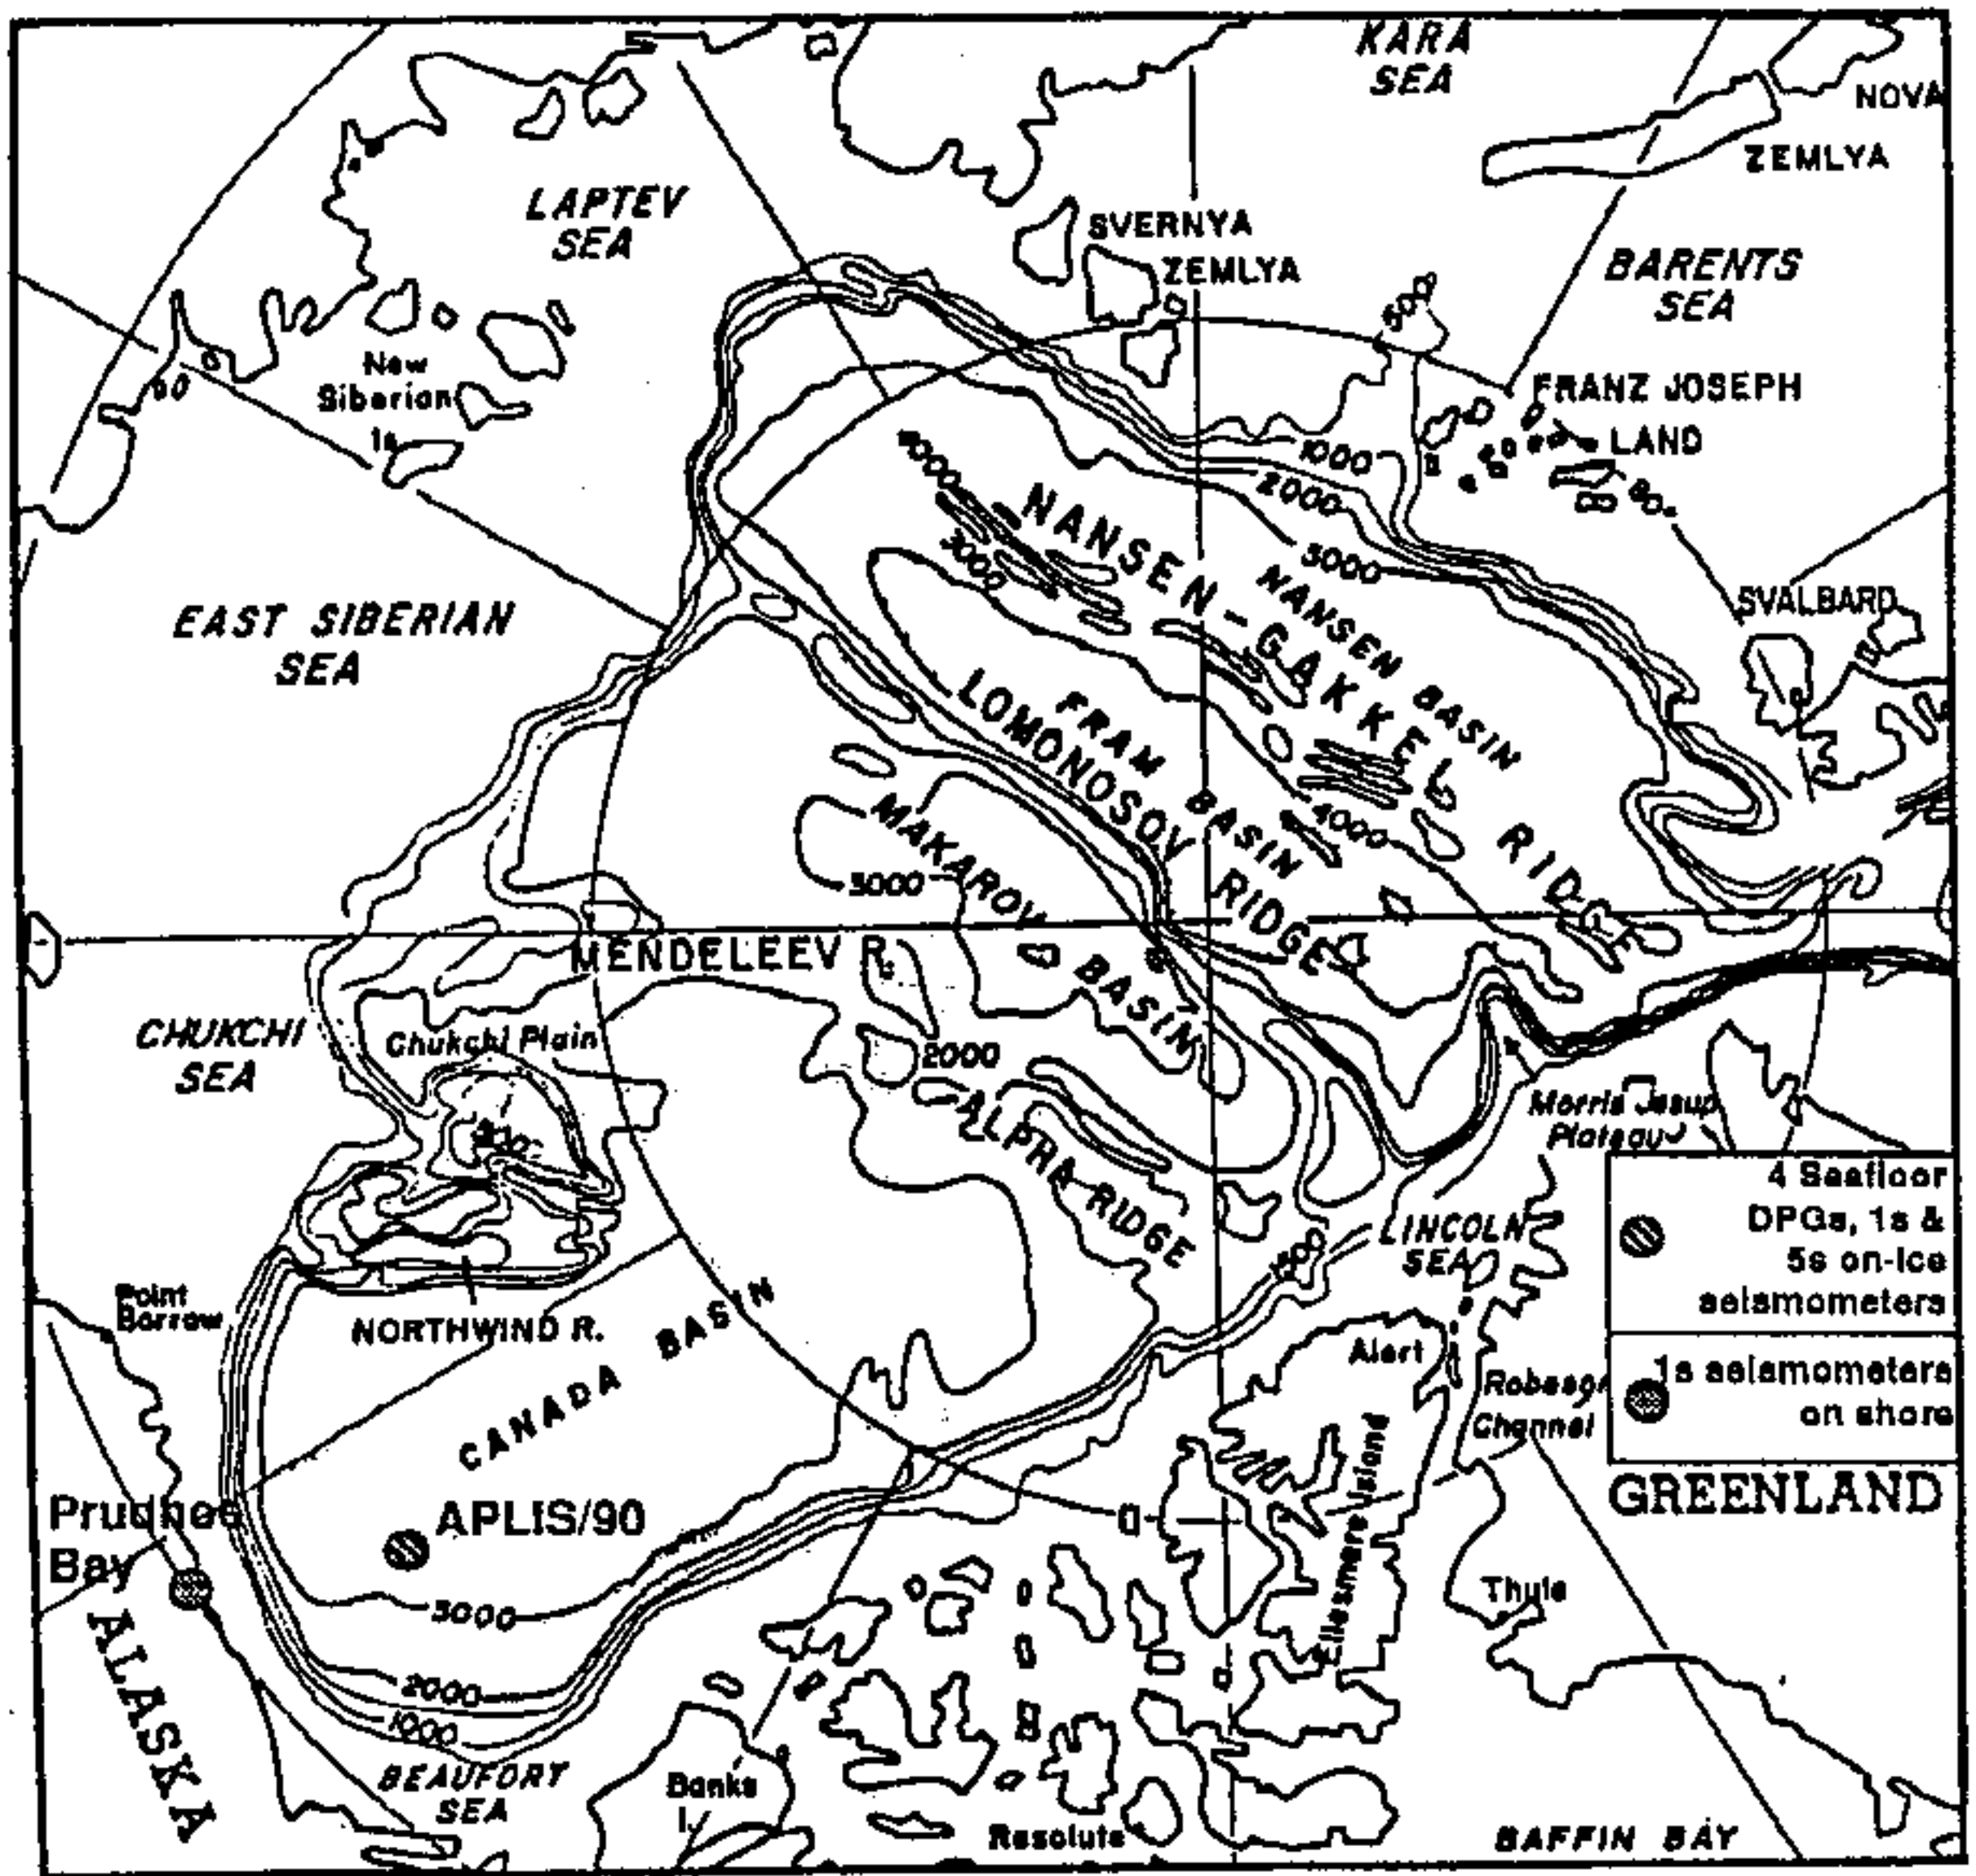 KARA
SEA
NOVA
ZEMLYA
LAPTEV
SEA
SVERNYA
ZEMLYA
BARENTS
SEA
500
New
Siberian
Is
FRANZ JOSEPH
LAND
80
1000
2000
3000
4000
3000
NANSEN-GAKKEL RIDGE
NANSEN BASIN
SVALBARD
EAST SIBERIAN
SEA
FRAM BASIN
LOMONOSOV RIDGE
4000
MAKAROV BASIN
3000
MENDELEEV R.
CHUKCHI
SEA
Chukchi Plain
2000
ALPHA RIDGE
Morris Jesup
Plateau
4 Seafloor
DPGs, 1s &
5s on-ice
seismometers
LINCOLN
SEA
500
Point
Barrow
NORTHWIND R.
CANADA BASIN
Alert
Robeson
Channel
1s seismometers
on shore
GREENLAND
Prudhoe
Bay
APLIS/90
Ellesmere Island
Thule
ALASKA
3000
2000
1000
BEAUFORT
SEA
Banks
I.
Resolute
BAFFIN BAY